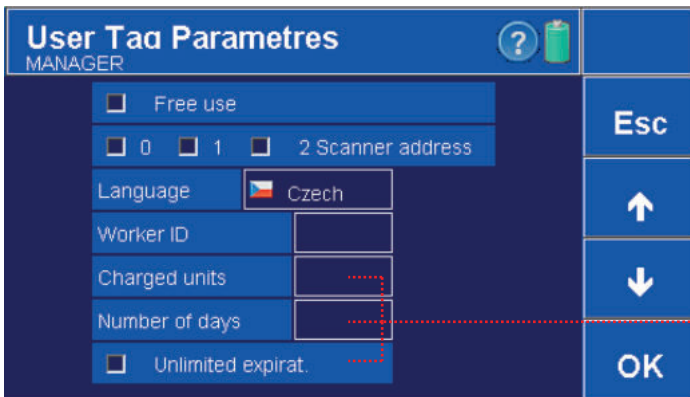 User Tag Parametres
MANAGER
?
Free use
0 1 2 Scanner address
Language Czech
Worker ID
Charged units
Number of days
Unlimited expirat.
Esc
OK